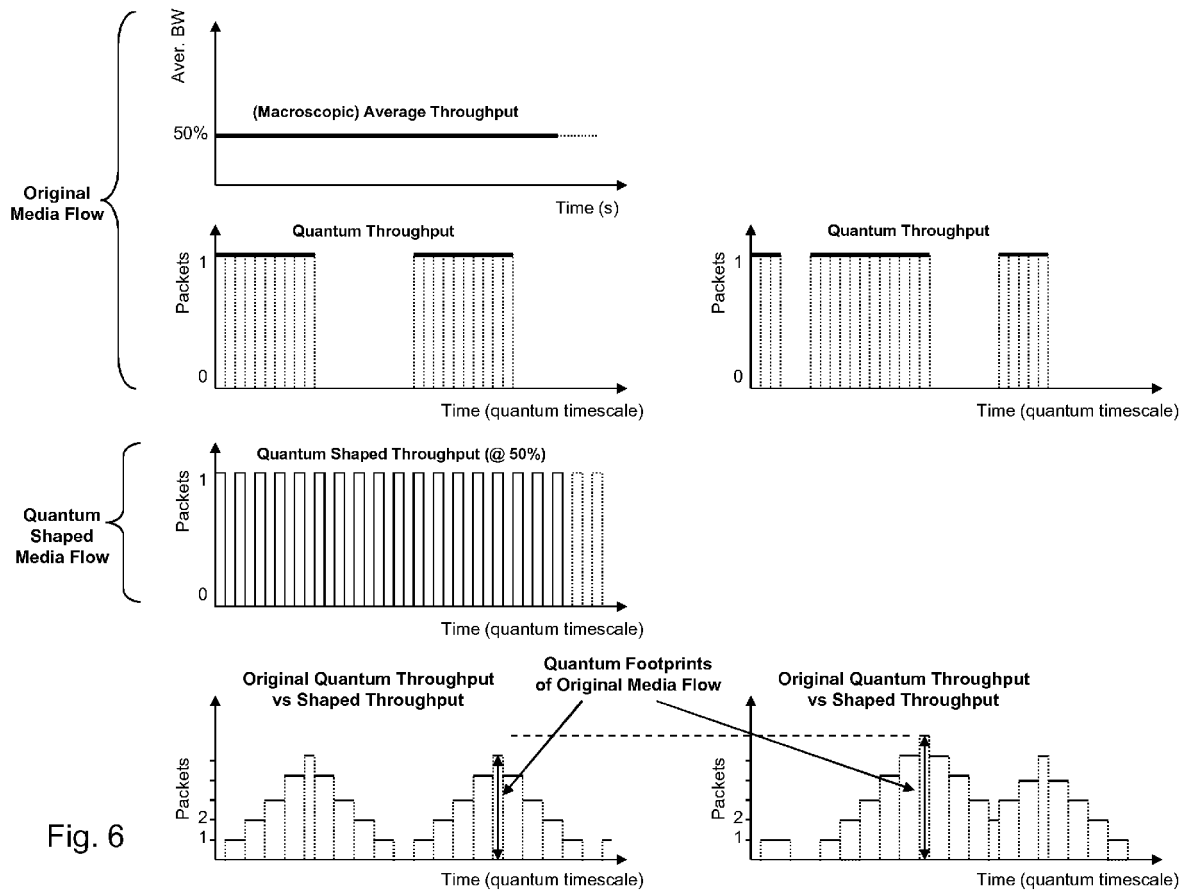 Aver. BW
(Macroscopic) Average Throughput
50%
Time (s)
Original
Media Flow
Quantum Throughput
Packets
1
0
Time (quantum timescale)
Quantum Throughput
Packets
1
0
Time (quantum timescale)
Quantum Shaped Throughput (@ 50%)
Packets
1
0
Time (quantum timescale)
Quantum
Shaped
Media Flow
Original Quantum Throughput
vs Shaped Throughput
Quantum Footprints
of Original Media Flow
Original Quantum Throughput
vs Shaped Throughput
Packets
2
1
Time (quantum timescale)
Packets
2
1
Time (quantum timescale)
Fig. 6